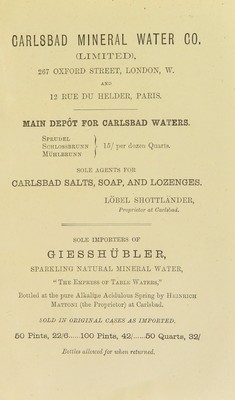 CARLSBAD MINERAL WATER CO.
(LIMITED),
267 OXFORD STREET, LONDON, W.
AND
12 RUE DU HELDER, PARIS.
MAIN DEPÔT FOR CARLSBAD WATERS.
SPRUDEL
SCHLOSSBRUNN } 15/ per dozen Quarts.
MÜHLBRUNN
SOLE AGENTS FOR
CARLSBAD SALTS, SOAP, AND LOZENGES.
LÖBEL SHOTTLÄNDER,
Proprietor at Carlsbad.
SOLE IMPORTERS OF
GIESSHÜBLER,
SPARKLING NATURAL MINERAL WATER,
"THE EMPRESS OF TABLE WATERS,"
Bottled at the pure Alkaline Acidulous Spring by HEINRICH
MATTONI (the Proprietor) at Carlsbad.
SOLD IN ORIGINAL CASES AS IMPORTED.
50 Pints, 22/6......100 Pints, 42/......50 Quarts, 32/
Bottles allowed for when returned.